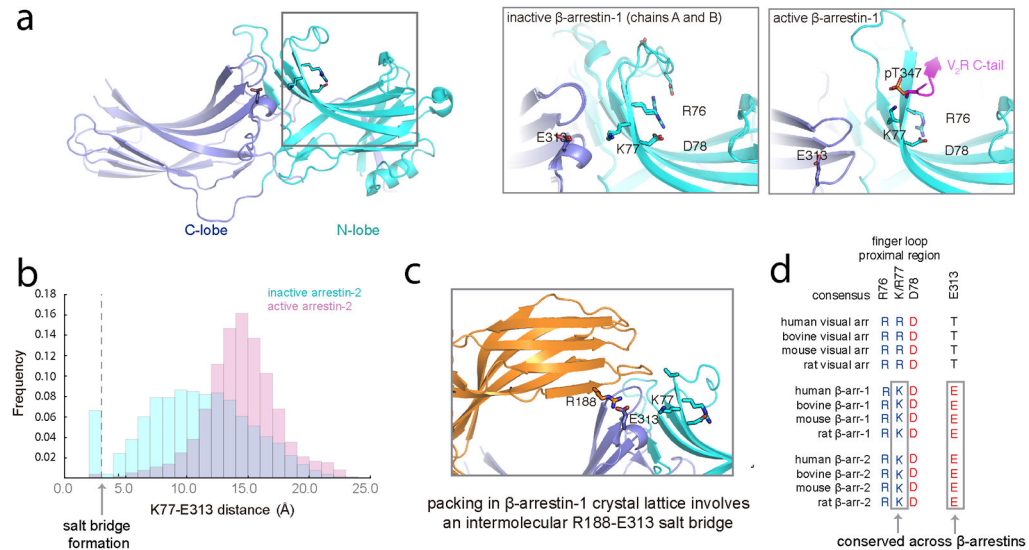 a
C-lobe
N-lobe
inactive β-arrestin-1 (chains A and B)
R76
E313
K77
D78
active β-arrestin-1
V2R C-tail
pT347
R76
K77
D78
E313
b
inactive arrestin-2
active arrestin-2
Frequency
0.18
0.16
0.14
0.12
0.10
0.08
0.06
0.04
0.02
0.0 5.0 10.0 15.0 20.0 25.0
K77-E313 distance (Å)
salt bridge
formation
c
R188
K77
E313
packing in β-arrestin-1 crystal lattice involves
an intermolecular R188-E313 salt bridge
d
finger loop
proximal region
consensus R76 K/R77 D78 E313
human visual arr R R D T
bovine visual arr R R D T
mouse visual arr R R D T
rat visual arr R R D T
human β-arr-1 R K D E
bovine β-arr-1 R K D E
mouse β-arr-1 R K D E
rat β-arr-1 R K D E
human β-arr-2 R K D E
bovine β-arr-2 R K D E
mouse β-arr-2 R K D E
rat β-arr-2 R K D E
conserved across β-arrestins